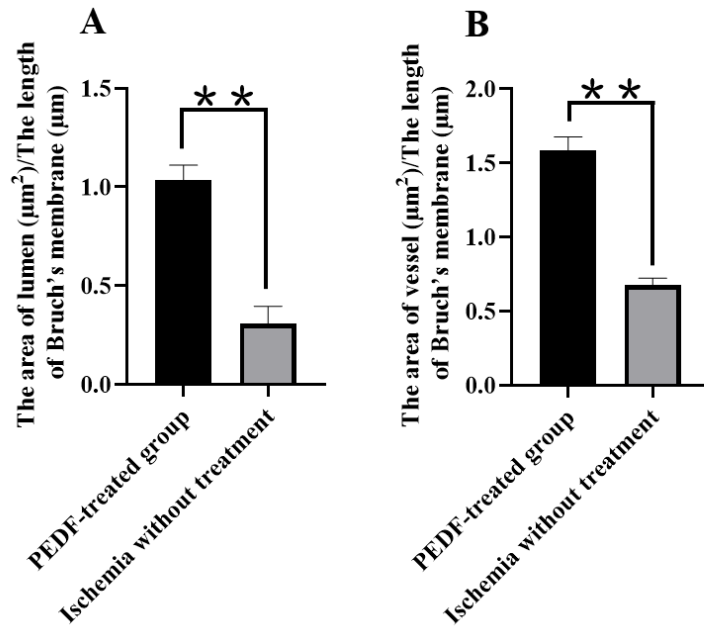 A
The area of lumen (μm²)/The length
of Bruch's membrane (μm)
1.5
1.0
0.5
0.0
**
PEDF-treated group
Ischemia without treatment
B
The area of vessel (μm²)/The length
of Bruch's membrane (μm)
2.0
1.5
1.0
0.5
0.0
**
PEDF-treated group
Ischemia without treatment